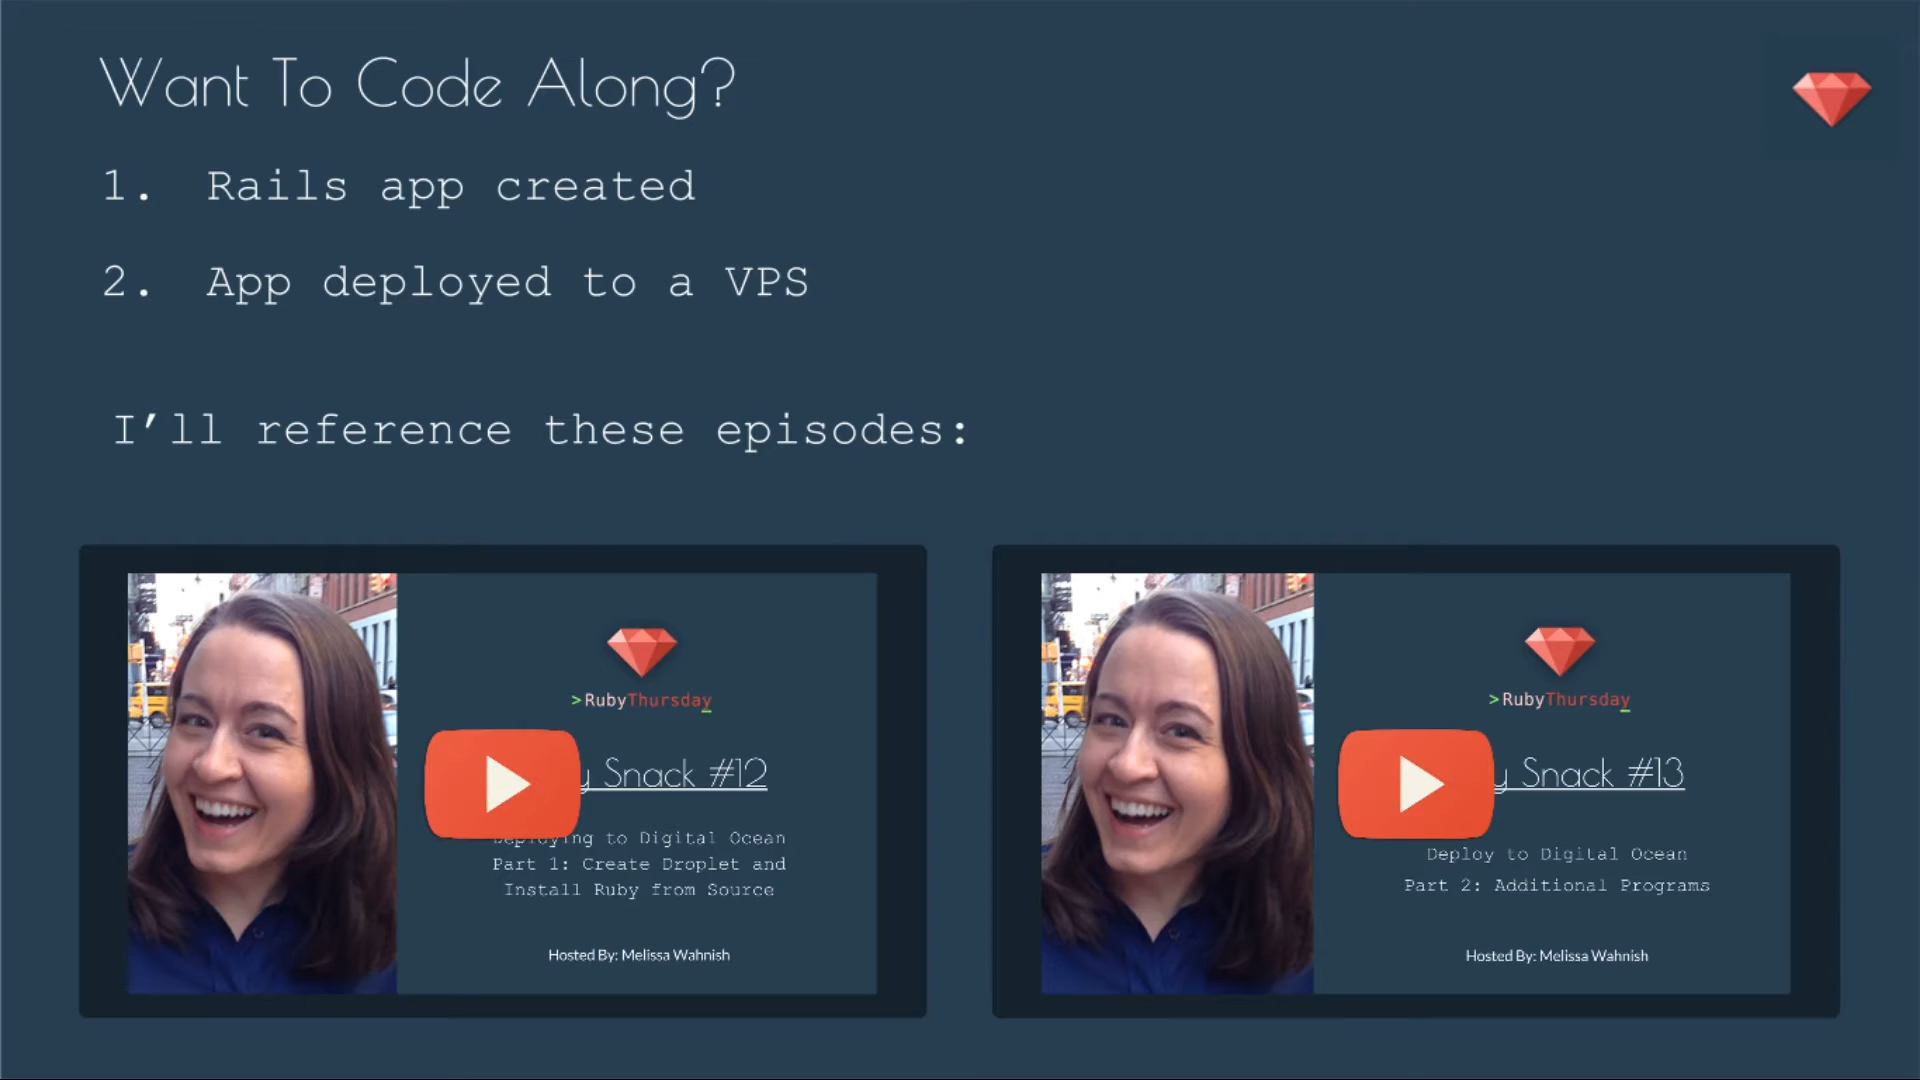 Want To Code Along?
1. Rails app created
2. App deployed to a VPS
I’ll reference these episodes:
>RubyThursday
Snack #12
Deploying to Digital Ocean
Part 1: Create Droplet and
Install Ruby from Source
Hosted By: Melissa Wahnish
>RubyThursday
Snack #13
Deploy to Digital Ocean
Part 2: Additional Programs
Hosted By: Melissa Wahnish